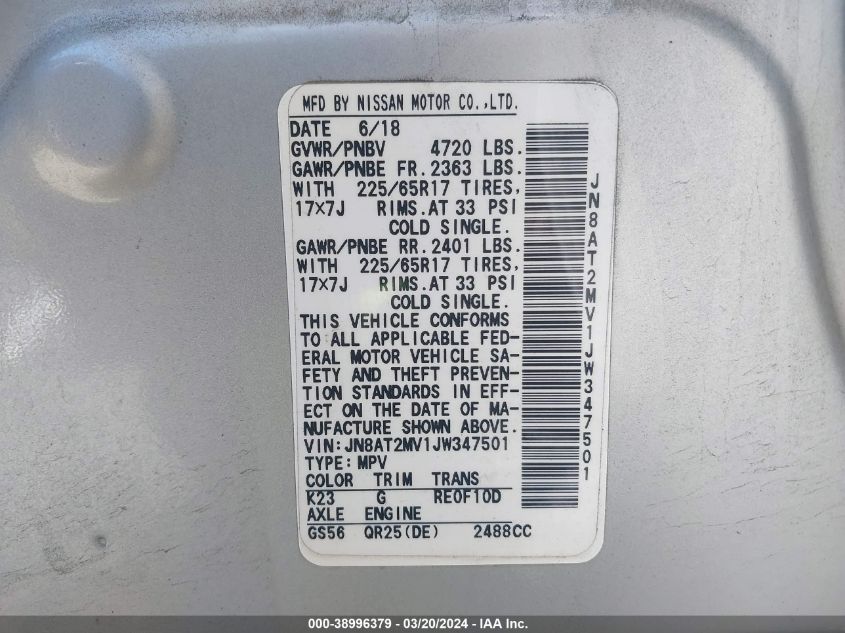 MFD BY NISSAN MOTOR CO.,LTD.
DATE 6/18
GVWR/PNBV 4720 LBS.
GAWR/PNBE FR.2363 LBS.
WITH 225/65R17 TIRES,
17×7J RIMS.AT 33 PSI
COLD SINGLE.
GAWR/PNBE RR.2401 LBS.
WITH 225/65R17 TIRES,
17×7J RIMS.AT 33 PSI
COLD SINGLE.
THIS VEHICLE CONFORMS
TO ALL APPLICABLE FED-
ERAL MOTOR VEHICLE SA-
FETY AND THEFT PREVEN-
TION STANDARDS IN EFF-
ECT ON THE DATE OF MA-
NUFACTURE SHOWN ABOVE.
VIN:JN8AT2MV1JW347501
TYPE:MPV
COLOR TRIM TRANS
K23 G RE0F10D
AXLE ENGINE
GS56 QR25(DE) 2488CC
JN8AT2MV1JW347501
000-38996379 — 03/20/2024 — IAA Inc.